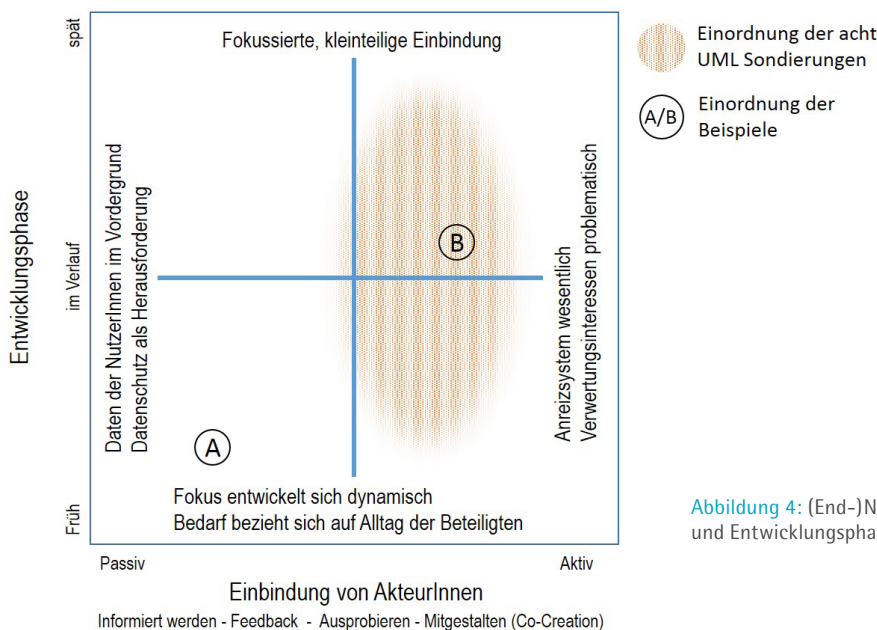 spät
im Verlauf
Früh
Entwicklungsphase
Fokussierte, kleinteilige Einbindung
Daten der NutzerInnen im Vordergrund
Datenschutz als Herausforderung
Anreizsystem wesentlich
Verwertungsinteressen problematisch
B
A
Fokus entwickelt sich dynamisch
Bedarf bezieht sich auf Alltag der Beteiligten
Passiv
Aktiv
Einbindung von AkteurInnen
Informiert werden - Feedback - Ausprobieren - Mitgestalten (Co-Creation)
Einordnung der acht
UML Sondierungen
A/B
Einordnung der
Beispiele
Abbildung 4: (End-)N
und Entwicklungspha